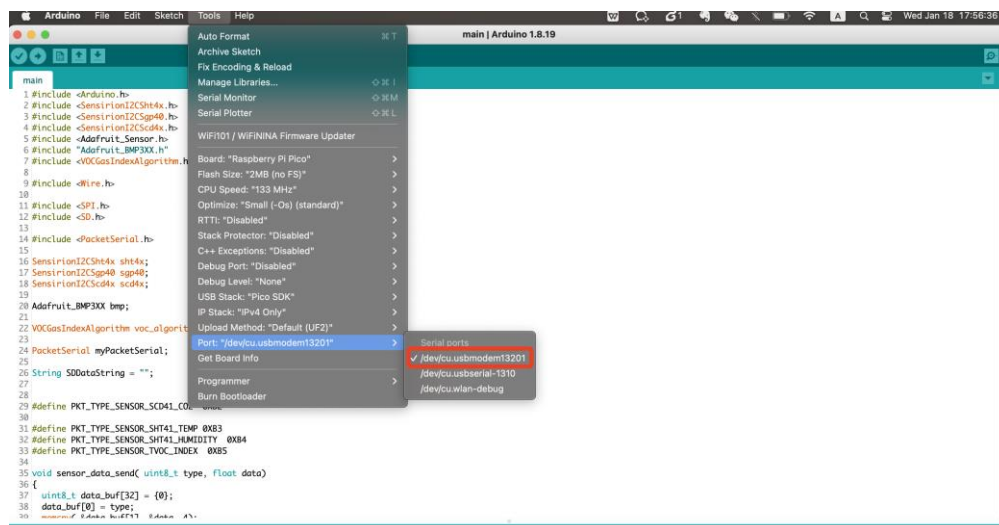 Arduino File Edit Sketch Tools Help
Wed Jan 18 17:56:36
main | Arduino 1.8.19
main
Auto Format ⌘ T
Archive Sketch
Fix Encoding & Reload
Manage Libraries... ⇧ ⌘ I
Serial Monitor ⇧ ⌘ M
Serial Plotter ⇧ ⌘ L
WiFi101 / WiFiNINA Firmware Updater
Board: "Raspberry Pi Pico"
Flash Size: "2MB (no FS)"
CPU Speed: "133 MHz"
Optimize: "Small (-Os) (standard)"
RTTI: "Disabled"
Stack Protector: "Disabled"
C++ Exceptions: "Disabled"
Debug Port: "Disabled"
Debug Level: "None"
USB Stack: "Pico SDK"
IP Stack: "IPv4 Only"
Upload Method: "Default (UF2)"
Port: "/dev/cu.usbmodem13201"
Get Board Info
Programmer
Burn Bootloader
Serial ports
✓ /dev/cu.usbmodem13201
/dev/cu.usbserial-1310
/dev/cu.wlan-debug
1 #include <Arduino.h>
2 #include <SensirionI2CSht4x.h>
3 #include <SensirionI2CSgp40.h>
4 #include <SensirionI2CScd4x.h>
5 #include <Adafruit_Sensor.h>
6 #include "Adafruit_BMP3XX.h"
7 #include <VOCGasIndexAlgorithm.h
8
9 #include <Wire.h>
10
11 #include <SPI.h>
12 #include <SD.h>
13
14 #include <PacketSerial.h>
15
16 SensirionI2CSht4x sht4x;
17 SensirionI2CSgp40 sgp40;
18 SensirionI2CScd4x scd4x;
19
20 Adafruit_BMP3XX bmp;
21
22 VOCGasIndexAlgorithm voc_algorit
23
24 PacketSerial myPacketSerial;
25
26 String SDDataString = "";
27
28
29 #define PKT_TYPE_SENSOR_SCD41_CO2
30
31 #define PKT_TYPE_SENSOR_SHT41_TEMP 0XB3
32 #define PKT_TYPE_SENSOR_SHT41_HUMIDITY 0XB4
33 #define PKT_TYPE_SENSOR_TVOC_INDEX 0XB5
34
35 void sensor_data_send( uint8_t type, float data)
36 {
37 uint8_t data_buf[32] = {0};
38 data_buf[0] = type;